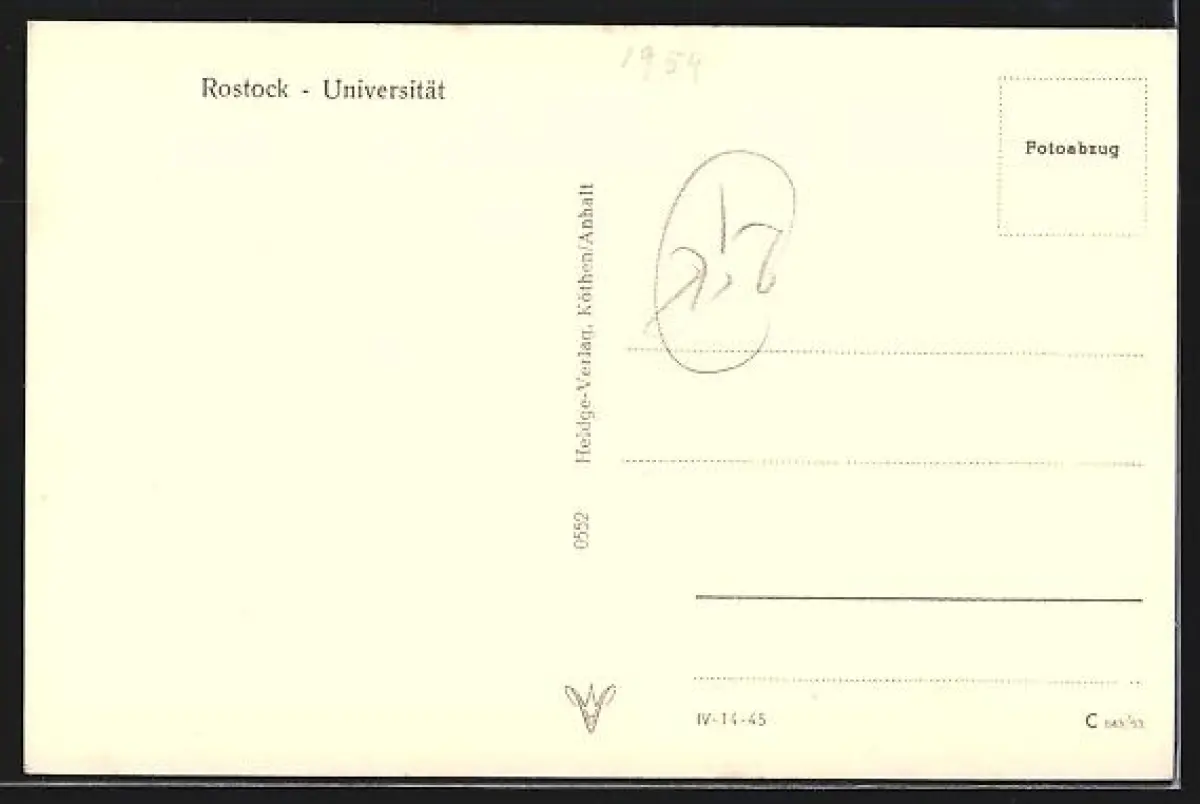 1954
Rostock - Universität
Fotoabzug
0552 Heldge-Verlag, Köthen/Anhalt
IV-14-45
C